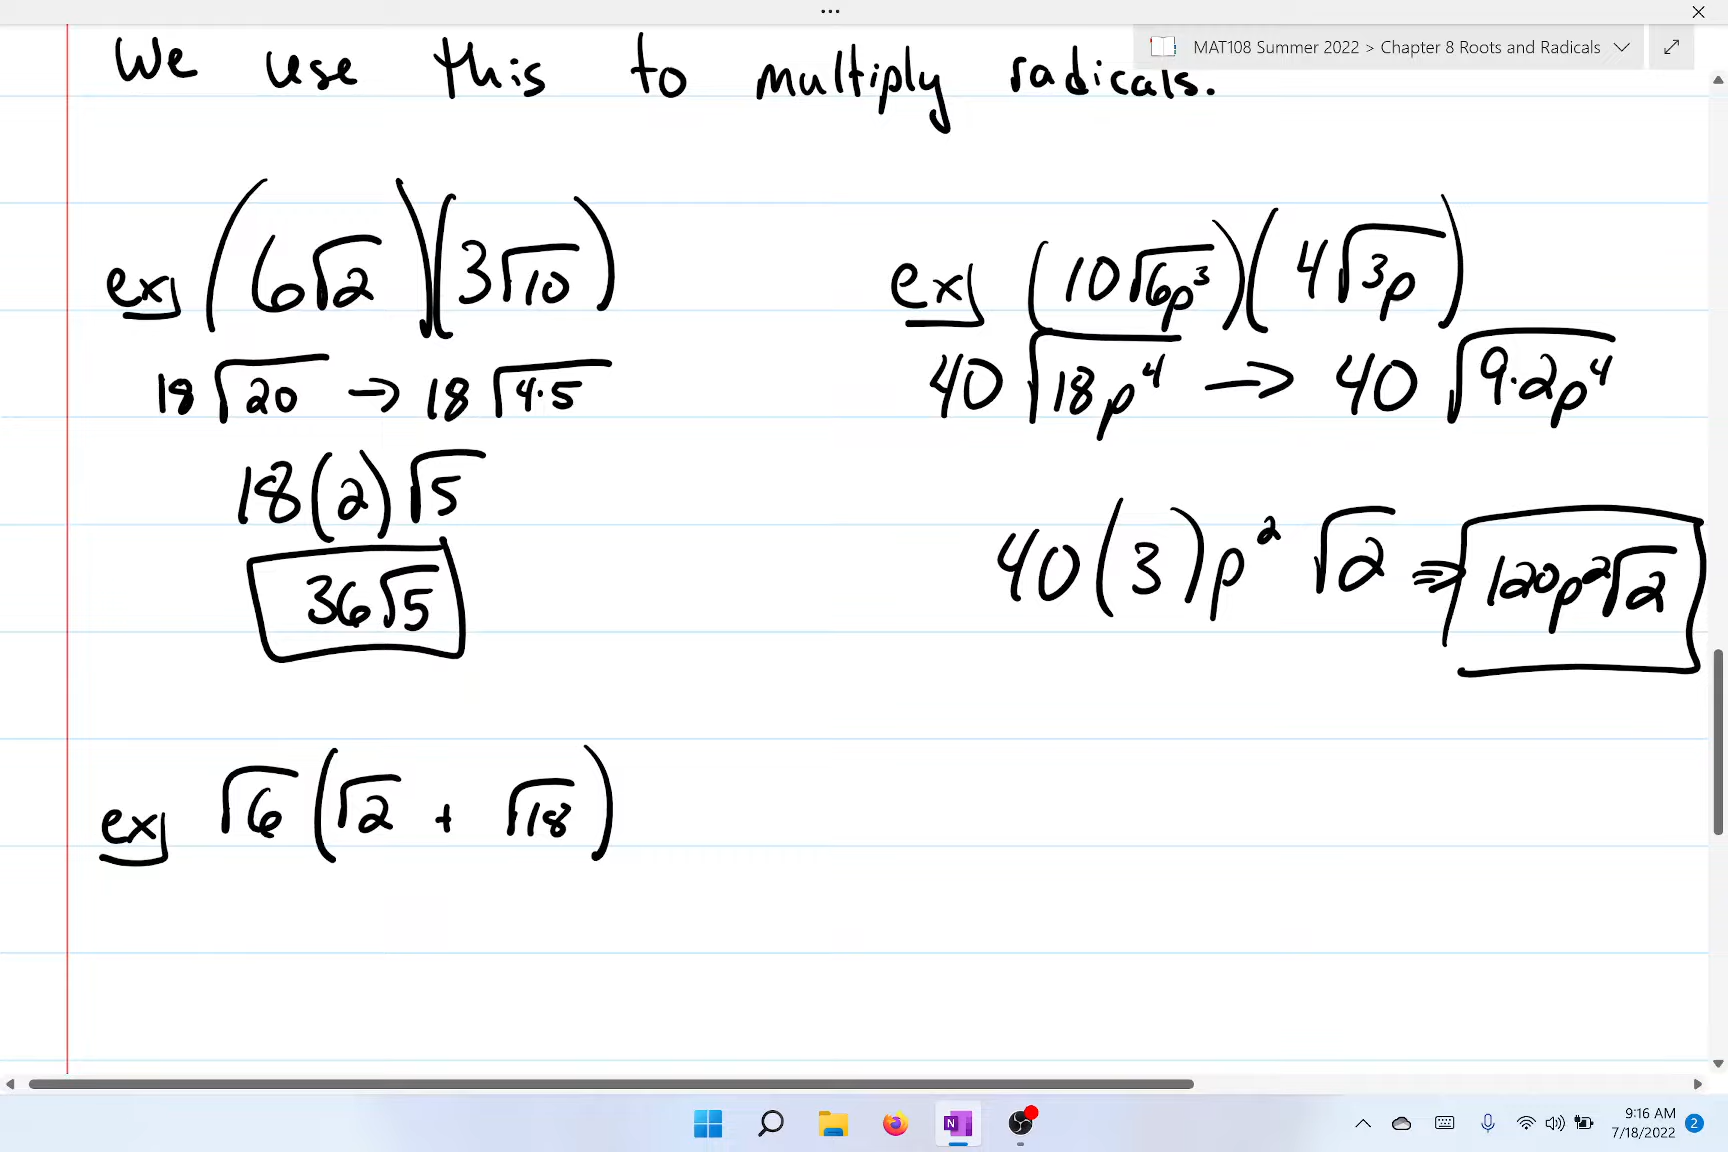 MAT108 Summer 2022 > Chapter 8 Roots and Radicals
We use this to multiply radicals.
ex) (6√2)(3√10)
18√20 → 18√4·5
18(2)√5
36√5
ex) (10√6p³)(4√3p)
40√18p⁴ → 40√9·2p⁴
40(3)p²√2 ⇒ 120p²√2
ex) √6(√2 + √18)
9:16 AM
7/18/2022
2